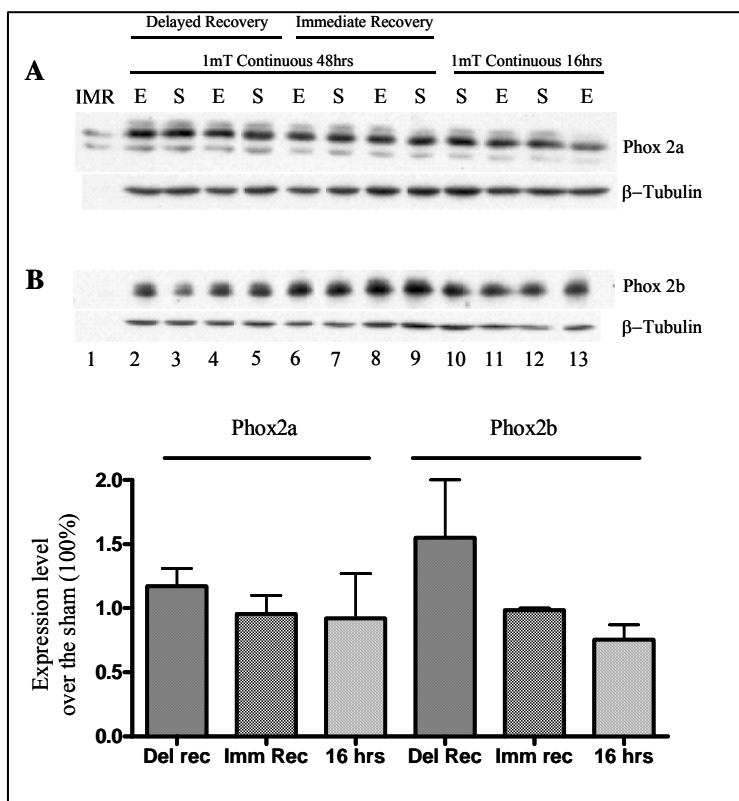 Delayed Recovery Immediate Recovery
A 1mT Continuous 48hrs 1mT Continuous 16hrs
IMR E S E S E S E S S E S E
Phox 2a
β–Tubulin
B Phox 2b
β–Tubulin
1 2 3 4 5 6 7 8 9 10 11 12 13
Phox2a Phox2b
Expression level
over the sham (100%)
2.0
1.5
1.0
0.5
0.0
Del rec Imm Rec 16 hrs Del Rec Imm rec 16 hrs